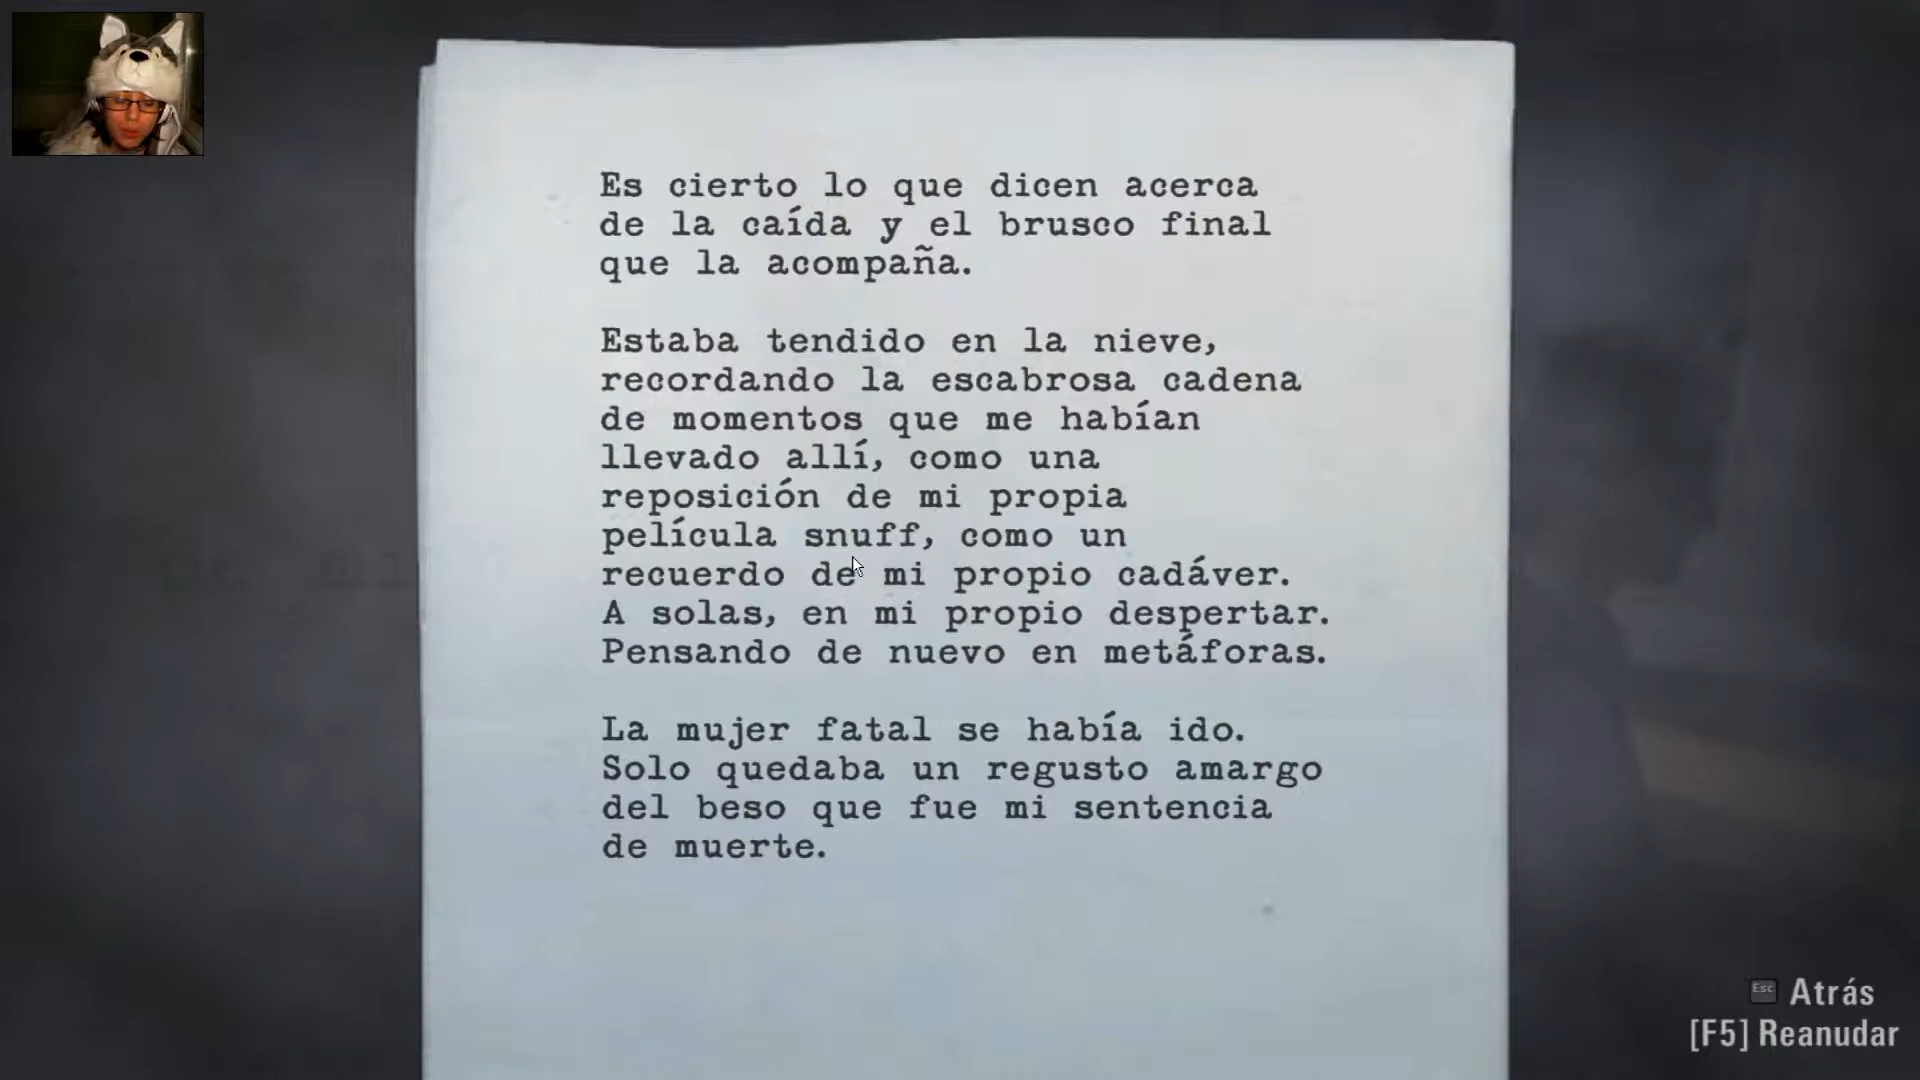 Es cierto lo que dicen acerca
de la caída y el brusco final
que la acompaña.
Estaba tendido en la nieve,
recordando la escabrosa cadena
de momentos que me habían
llevado allí, como una
reposición de mi propia
película snuff, como un
recuerdo de mi propio cadáver.
A solas, en mi propio despertar.
Pensando de nuevo en metáforas.
La mujer fatal se había ido.
Solo quedaba un regusto amargo
del beso que fue mi sentencia
de muerte.
Esc Atrás
[F5] Reanudar